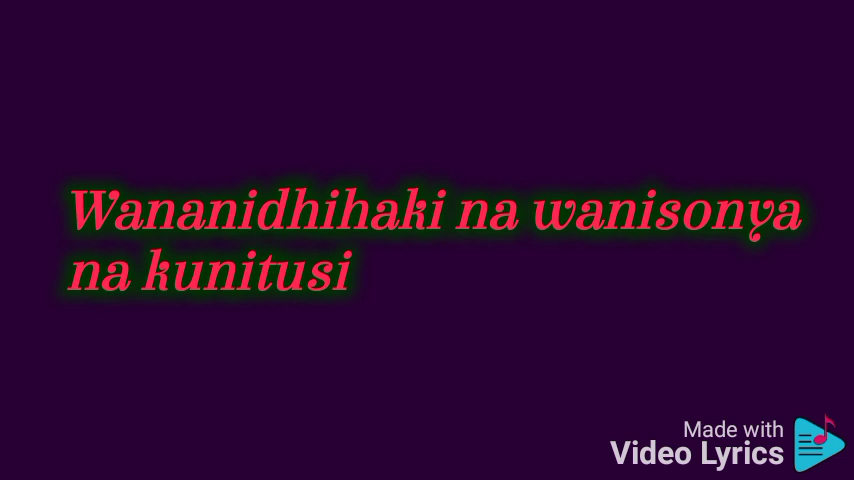 Wananidhihaki na wanisonya
na kunitusi
Made with
Video Lyrics